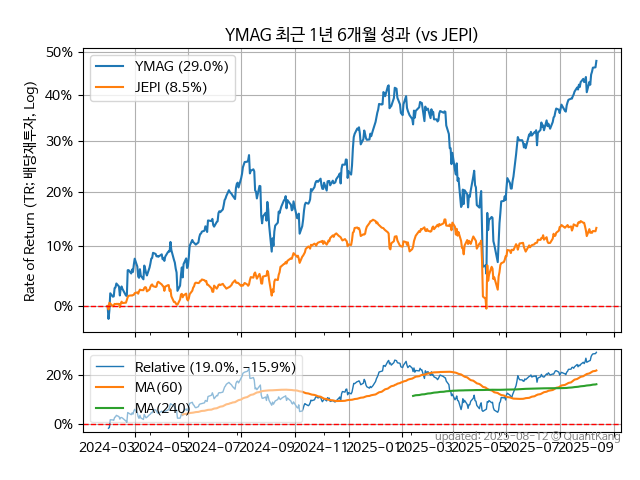 YMAG 최근 1년 6개월 성과 (vs JEPI)
Rate of Return (TR; 배당재투자, Log)
50%
40%
30%
20%
10%
0%
YMAG (29.0%)
JEPI (8.5%)
20%
0%
Relative (19.0%, −15.9%)
MA(60)
MA(240)
updated: 2025-08-12 © QuantKang
2024-03 2024-05 2024-07 2024-09 2024-11 2025-01 2025-03 2025-05 2025-07 2025-09